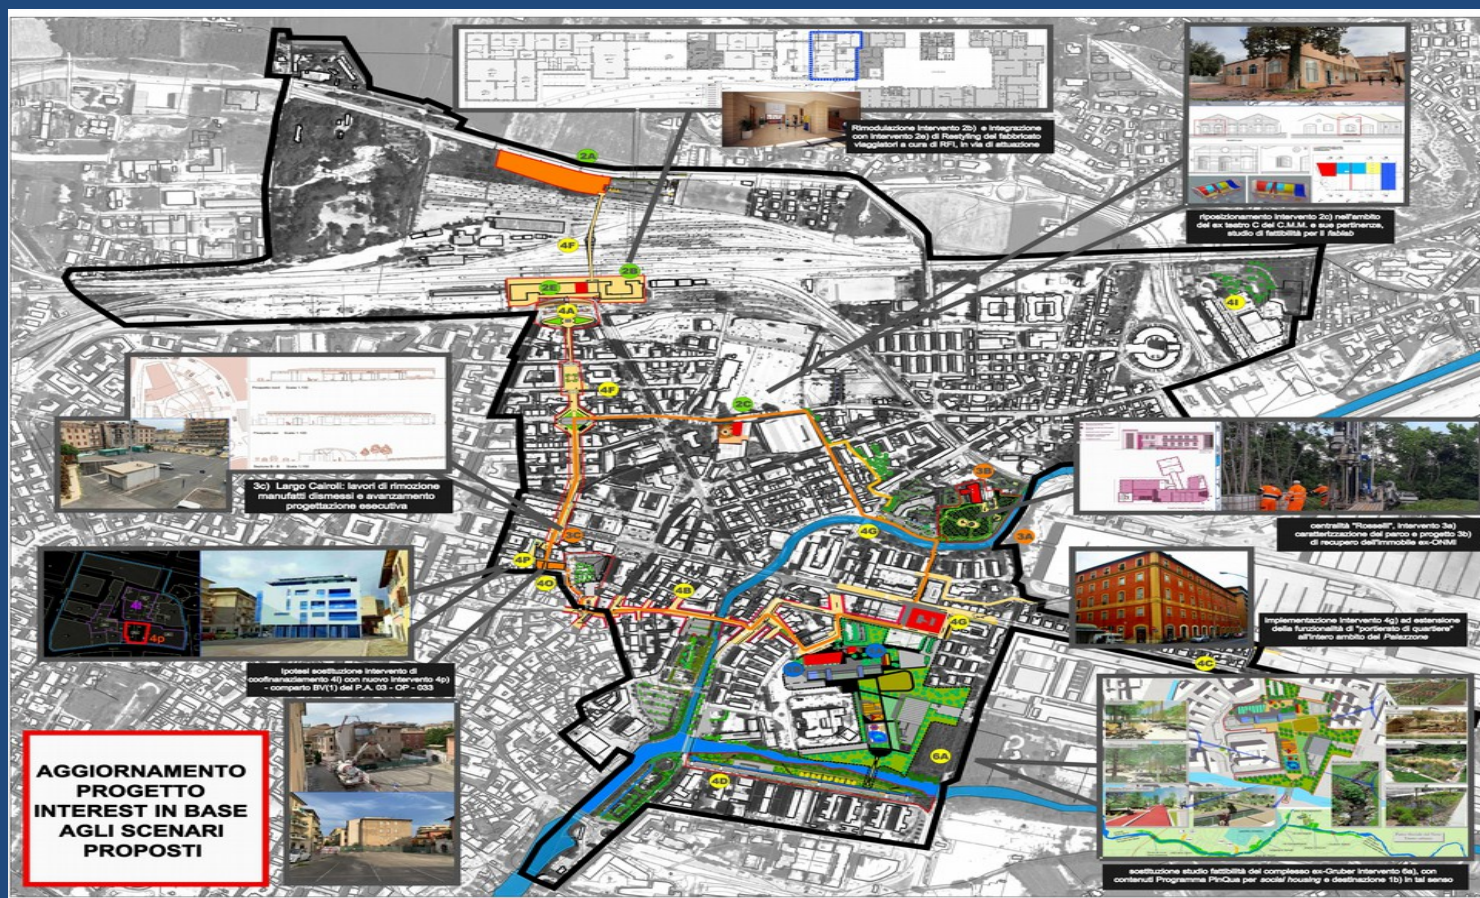 2A
Rimodulazione intervento 2b) e integrazione
con intervento 2e) di Restyling del fabbricato
viaggiatori a cura di RFI, in via di attuazione
riposizionamento intervento 2c) nell'ambito
del ex teatro C del C.M.M. e sue pertinenze,
studio di fattibilità per il fablab
4F
2B
2E
4A
4I
4F
2C
3c) Largo Cairoli: lavori di rimozione
manufatti dismessi e avanzamento
progettazione esecutiva
3B
3C
4G
3A
centralità "Rosselli", intervento 3a)
caratterizzazione del parco e progetto 3b)
di recupero dell'immobile ex-ONMI
4P
4O
4B
4p
4G
Implementazione intervento 4g) ad estensione
della funzionalità di "portierato di quartiere"
all'intero ambito del Palazzone
4C
Ipotesi sostituzione intervento di
coofinanaziamento 4l) con nuovo intervento 4p)
- comparto BV(1) del P.A. 03 - OP - 033
6A
4D
AGGIORNAMENTO
PROGETTO
INTEREST IN BASE
AGLI SCENARI
PROPOSTI
sostituzione studio fattibilità del complesso ex-Gruber intervento 6a), con
contenuti Programma PinQua per social housing e destinazione 1b) in tal senso